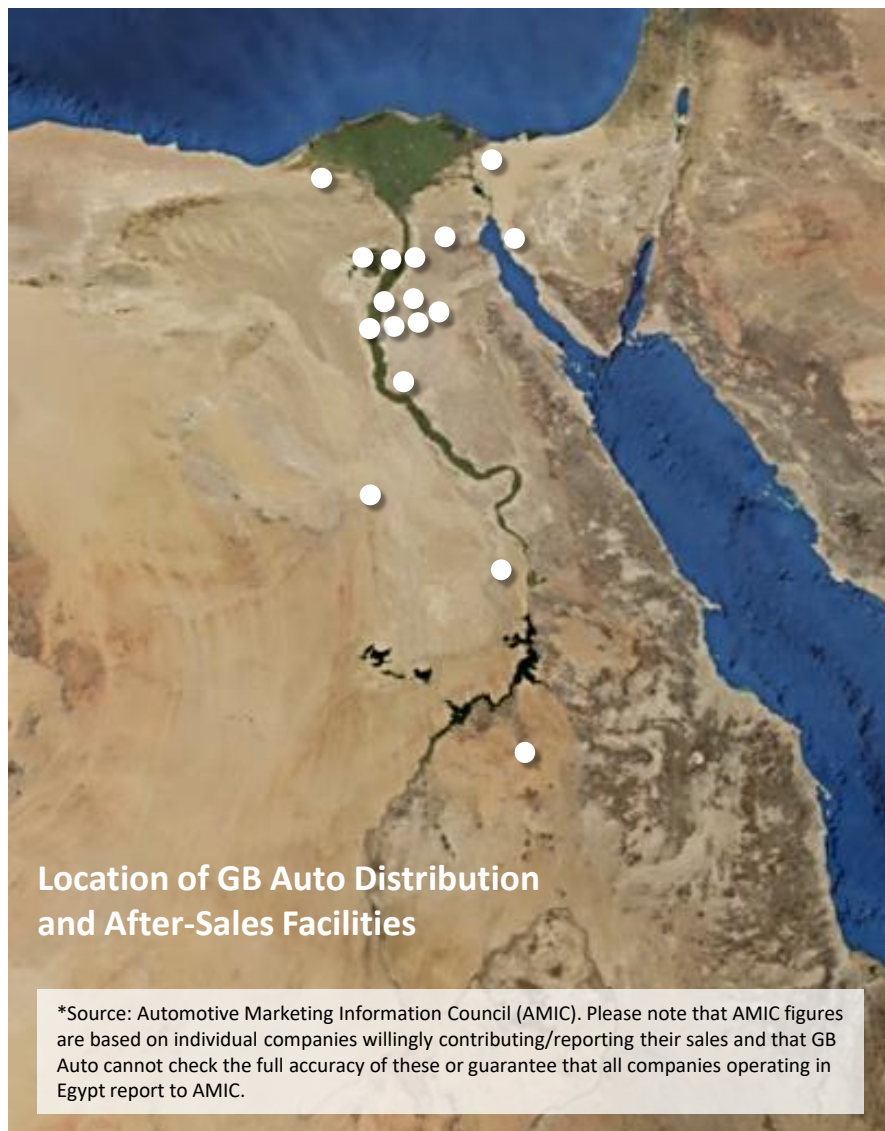 Location of GB Auto Distribution
and After-Sales Facilities
*Source: Automotive Marketing Information Council (AMIC). Please note that AMIC figures
are based on individual companies willingly contributing/reporting their sales and that GB
Auto cannot check the full accuracy of these or guarantee that all companies operating in
Egypt report to AMIC.